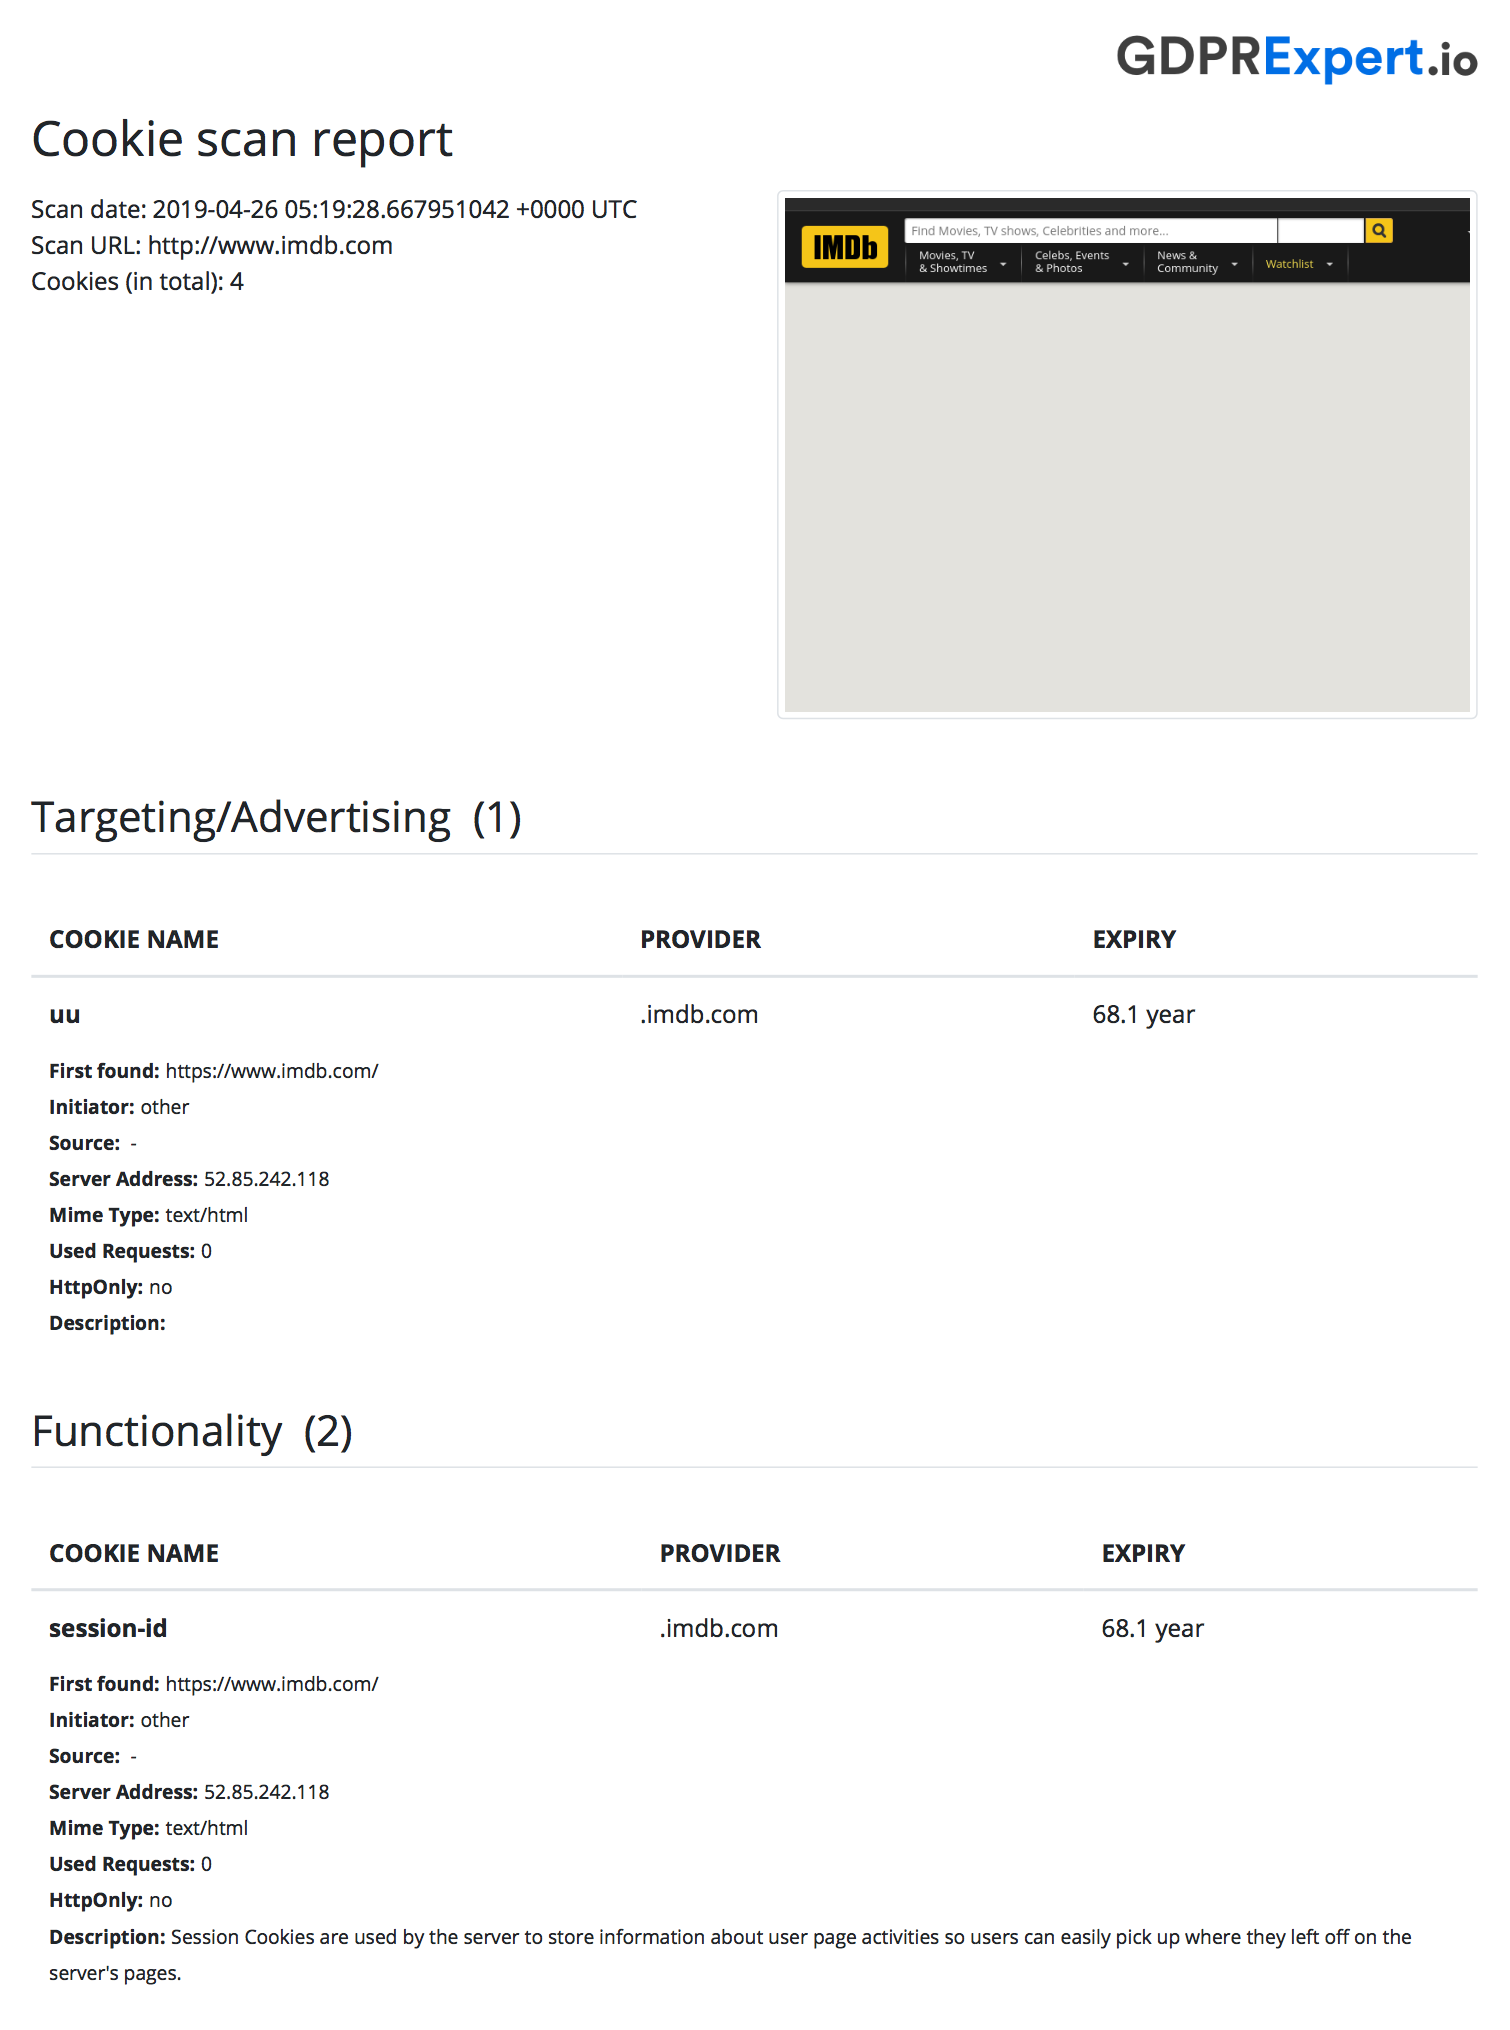 GDPRExpert.io
Cookie scan report
Scan date: 2019-04-26 05:19:28.667951042 +0000 UTC
Scan URL: http://www.imdb.com
Cookies (in total): 4
IMDb
Find Movies, TV shows, Celebrities and more...
Movies, TV
& Showtimes
Celebs, Events
& Photos
News &
Community
Watchlist
Targeting/Advertising (1)
COOKIE NAME PROVIDER EXPIRY
uu .imdb.com 68.1 year
First found: https://www.imdb.com/
Initiator: other
Source: -
Server Address: 52.85.242.118
Mime Type: text/html
Used Requests: 0
HttpOnly: no
Description:
Functionality (2)
COOKIE NAME PROVIDER EXPIRY
session-id .imdb.com 68.1 year
First found: https://www.imdb.com/
Initiator: other
Source: -
Server Address: 52.85.242.118
Mime Type: text/html
Used Requests: 0
HttpOnly: no
Description: Session Cookies are used by the server to store information about user page activities so users can easily pick up where they left off on the
server's pages.